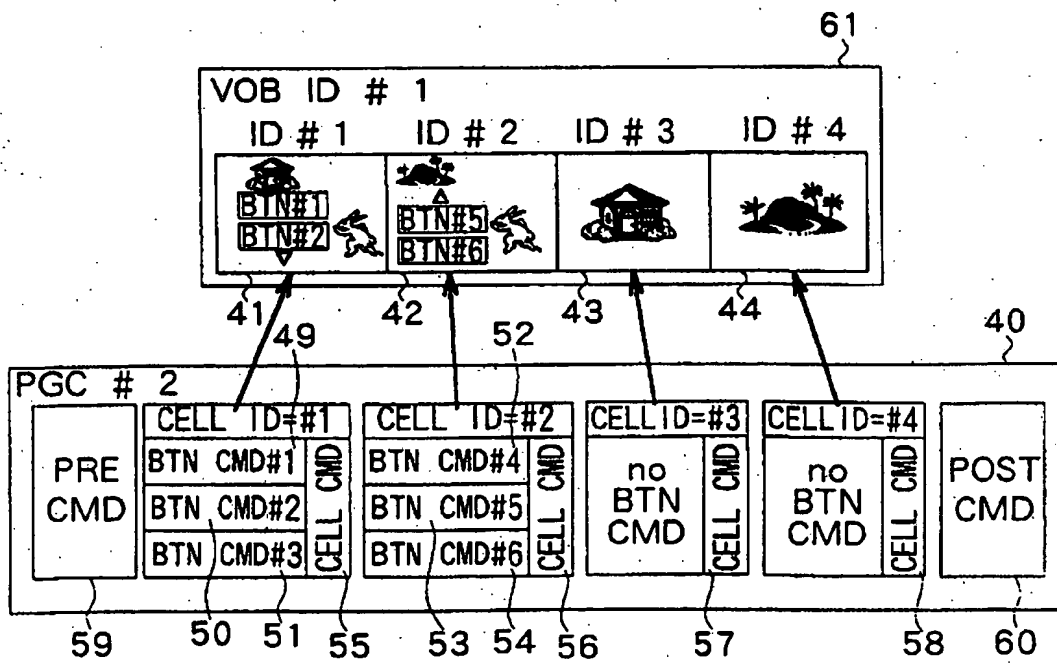 61
VOB ID # 1
ID # 1 ID # 2 ID # 3 ID # 4
BTN#1
BTN#2
BTN#5
BTN#6
41 42 43 44
49 52 40
PGC # 2
PRE CMD
CELL ID=#1
BTN CMD#1
BTN CMD#2
BTN CMD#3
CELL CMD
CELL ID=#2
BTN CMD#4
BTN CMD#5
BTN CMD#6
CELL CMD
CELL ID=#3
no
BTN
CMD
CELL CMD
CELL ID=#4
no
BTN
CMD
CELL CMD
POST
CMD
59 50 51 55 53 54 56 57 58 60